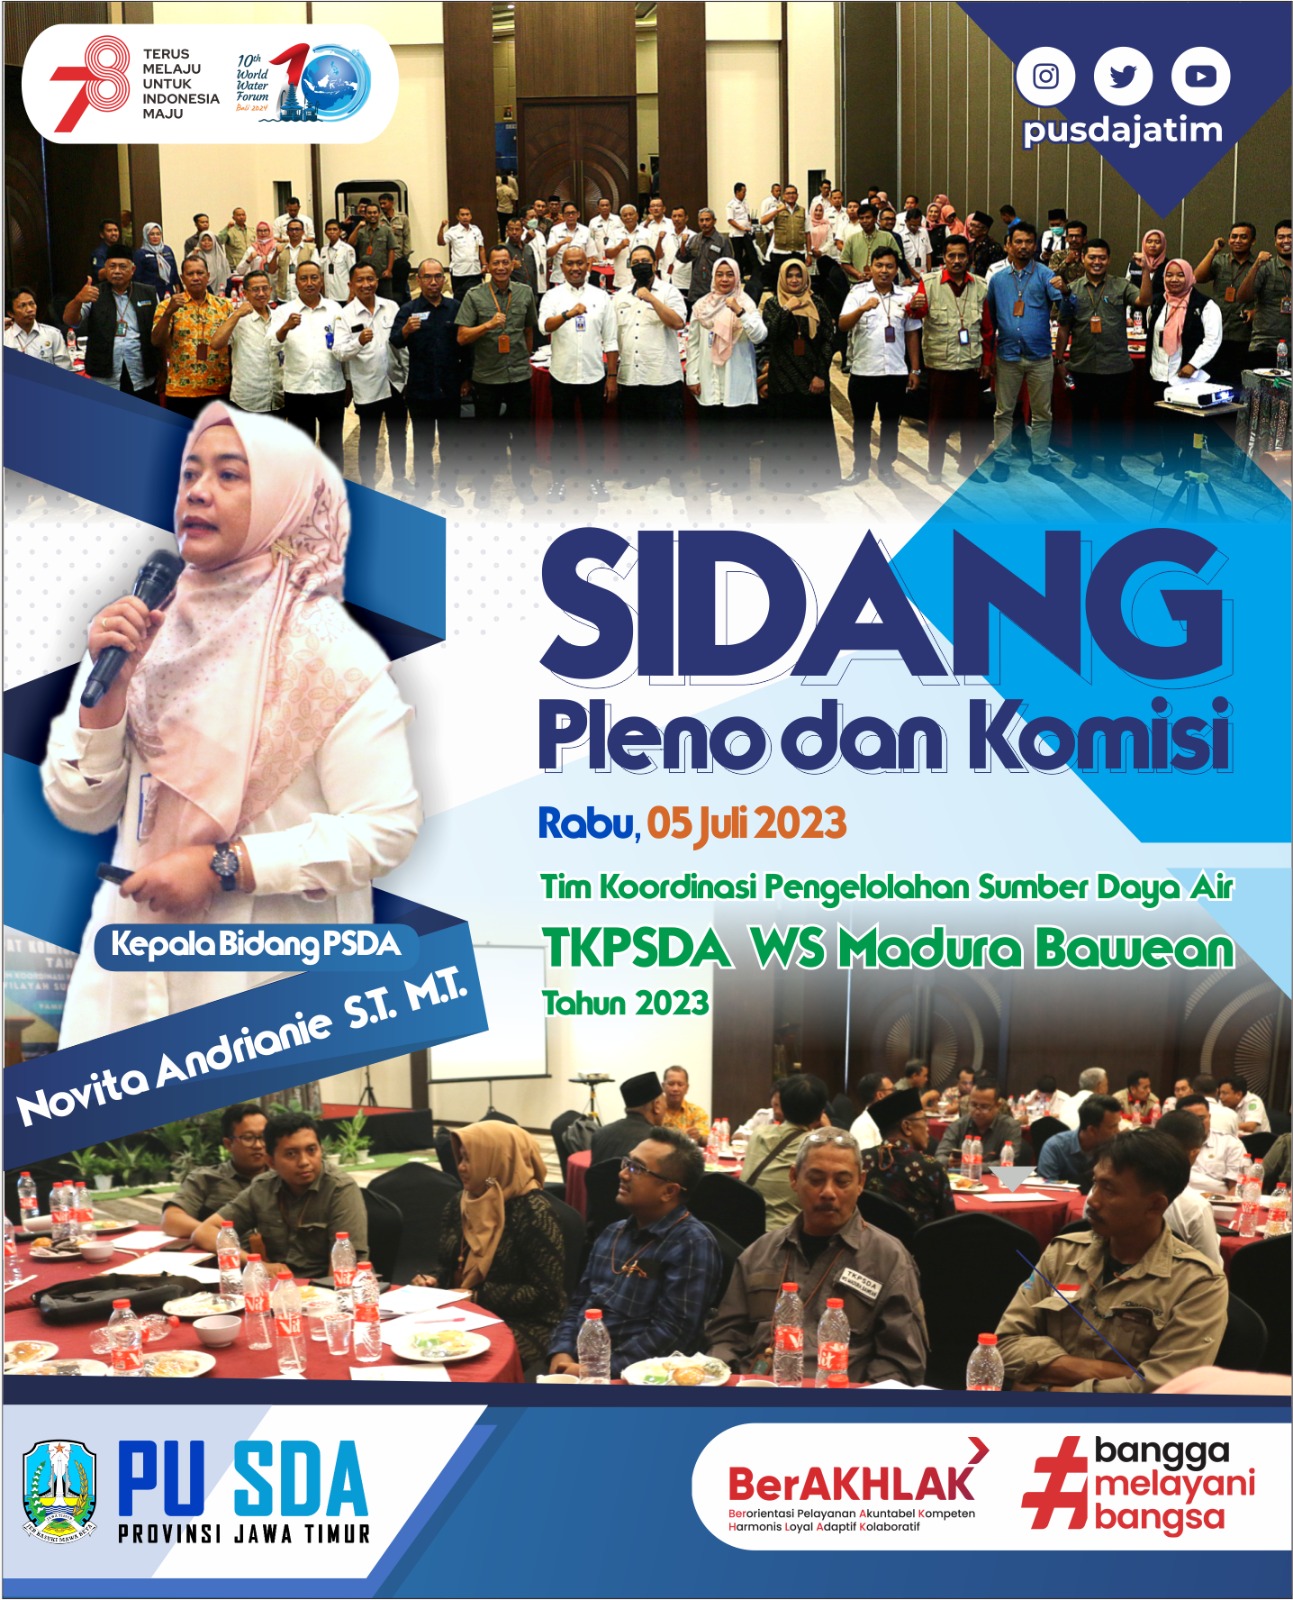 78
TERUS
MELAJU
UNTUK
INDONESIA
MAJU
10th
World
Water
Forum
Bali 2024
10
pusdajatim
SIDANG
Pleno dan Komisi
Rabu, 05 Juli 2023
Tim Koordinasi Pengelolahan Sumber Daya Air
TKPSDA WS Madura Bawean
Tahun 2023
Kepala Bidang PSDA
Novita Andrianie S.T. M.T.
TKPSDA
PU SDA
PROVINSI JAWA TIMUR
BerAKHLAK
Berorientasi Pelayanan Akuntabel Kompeten
Harmonis Loyal Adaptif Kolaboratif
#bangga
melayani
bangsa